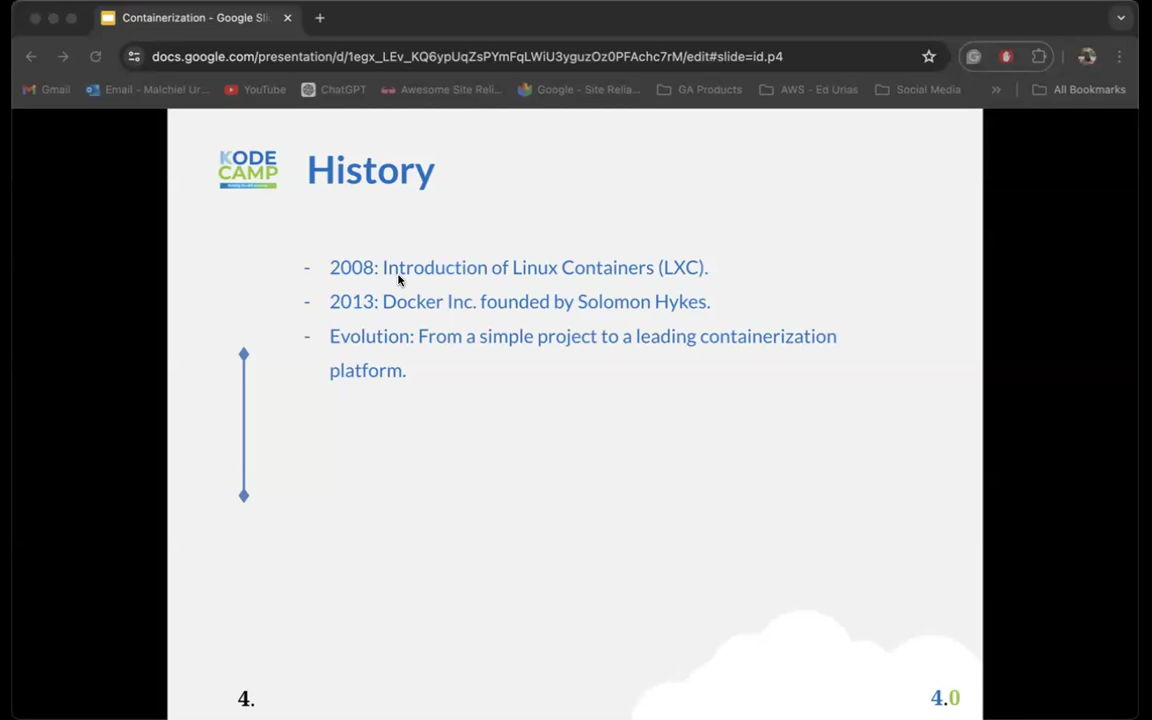 Containerization - Google Sli
docs.google.com/presentation/d/1egx_LEv_KQ6ypUqZsPYmFqLWiU3yguzOz0PFAchc7rM/edit#slide=id.p4
Gmail
Email - Malchiel Ur...
YouTube
ChatGPT
Awesome Site Reli...
Google - Site Relia...
GA Products
AWS - Ed Urias
Social Media
»
All Bookmarks
KODE
CAMP
History
- 2008: Introduction of Linux Containers (LXC).
- 2013: Docker Inc. founded by Solomon Hykes.
- Evolution: From a simple project to a leading containerization
platform.
4.
4.0